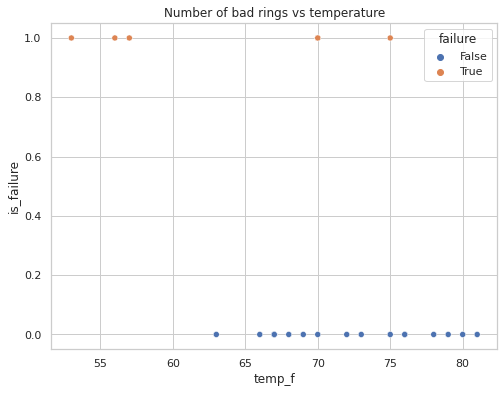 Number of bad rings vs temperature
failure
False
True
1.0
0.8
0.6
0.4
0.2
0.0
is_failure
55 60 65 70 75 80
temp_f